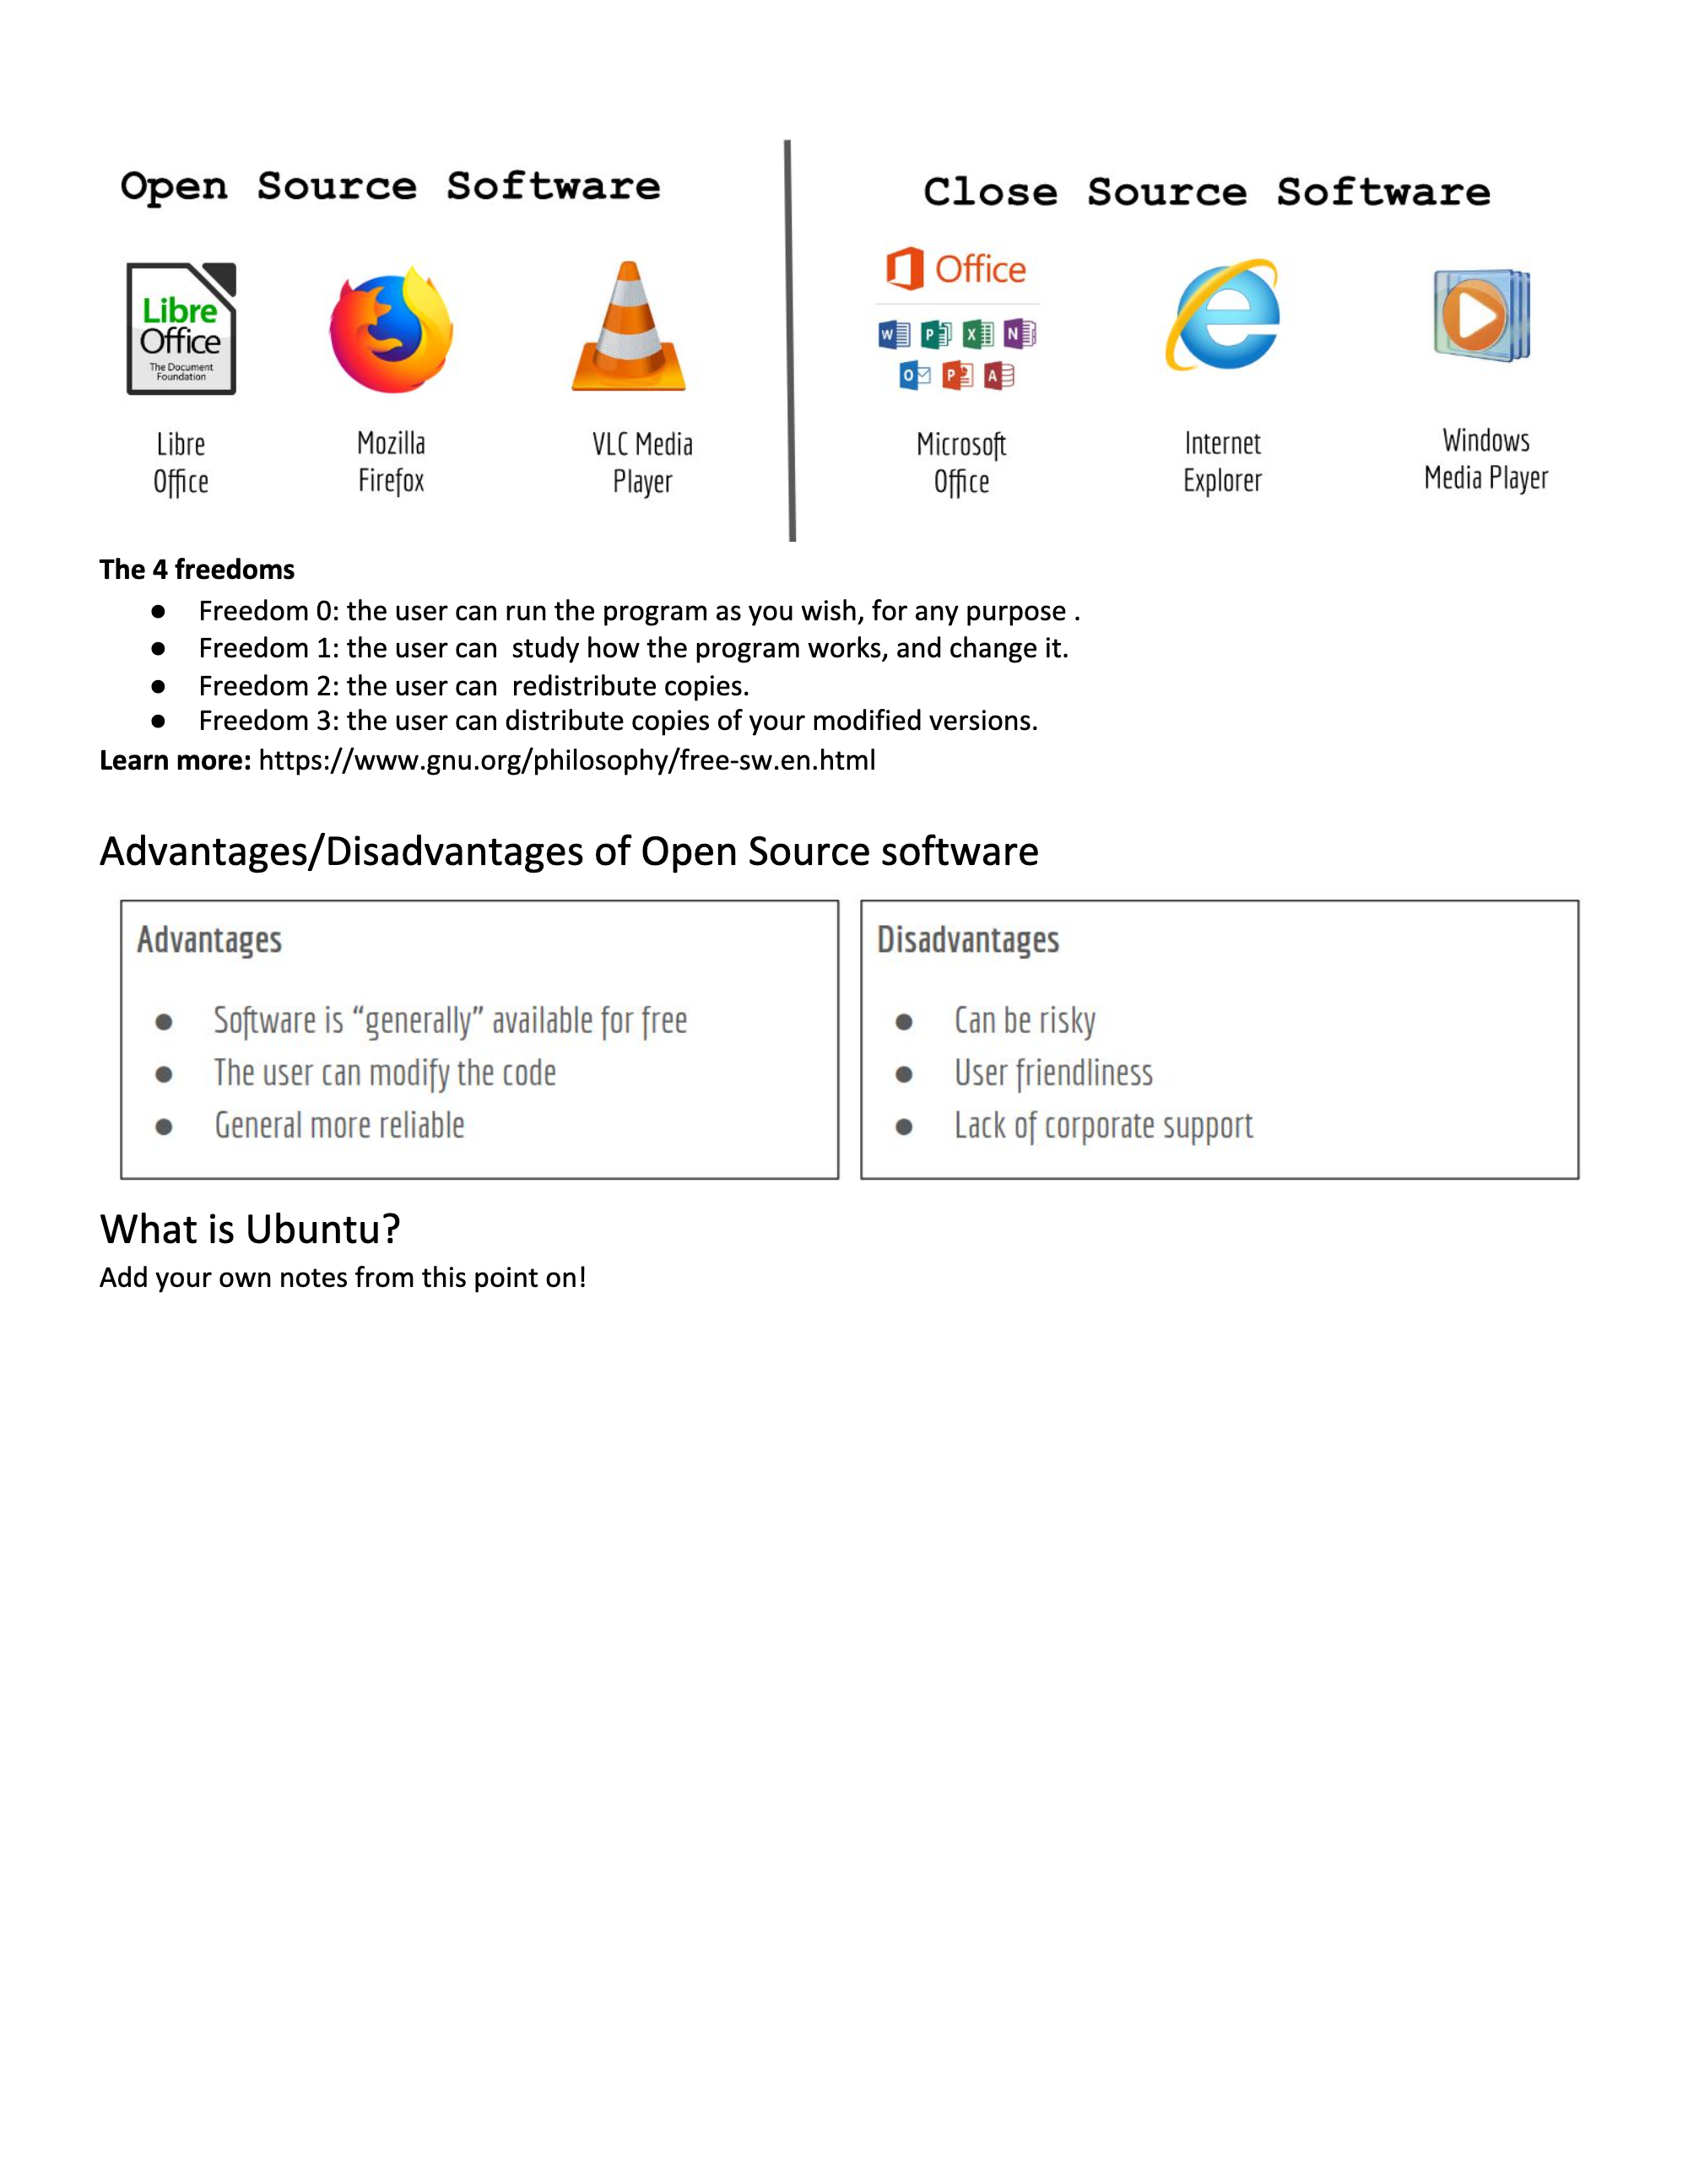 Open Source Software
Close Source Software
Libre
Office
The Document
Foundation
Office
W P X N
O P A
Libre
Office
Mozilla
Firefox
VLC Media
Player
Microsoft
Office
Internet
Explorer
Windows
Media Player
The 4 freedoms
● Freedom 0: the user can run the program as you wish, for any purpose .
● Freedom 1: the user can  study how the program works, and change it.
● Freedom 2: the user can  redistribute copies.
● Freedom 3: the user can distribute copies of your modified versions.
Learn more: https://www.gnu.org/philosophy/free-sw.en.html
Advantages/Disadvantages of Open Source software
Advantages
● Software is “generally” available for free
● The user can modify the code
● General more reliable
Disadvantages
● Can be risky
● User friendliness
● Lack of corporate support
What is Ubuntu?
Add your own notes from this point on!